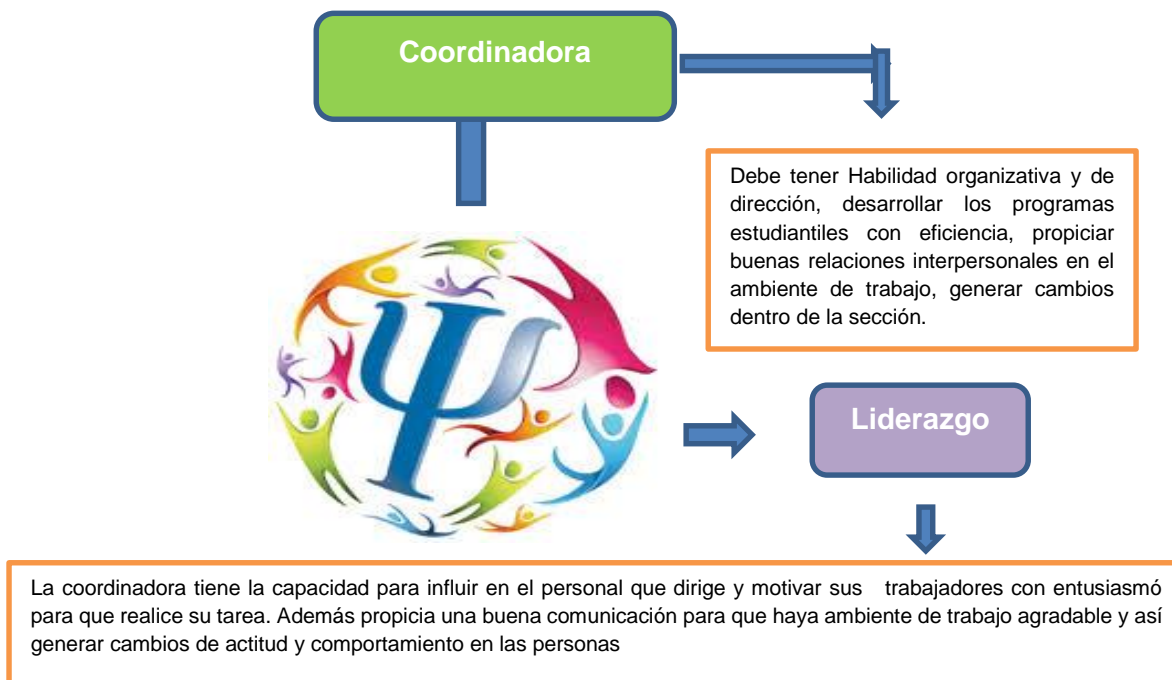 Coordinadora
Debe tener Habilidad organizativa y de
dirección, desarrollar los programas
estudiantiles con eficiencia, propiciar
buenas relaciones interpersonales en el
ambiente de trabajo, generar cambios
dentro de la sección.
Ψ
Liderazgo
La coordinadora tiene la capacidad para influir en el personal que dirige y motivar sus trabajadores con entusiasmó
para que realice su tarea. Además propicia una buena comunicación para que haya ambiente de trabajo agradable y así
generar cambios de actitud y comportamiento en las personas